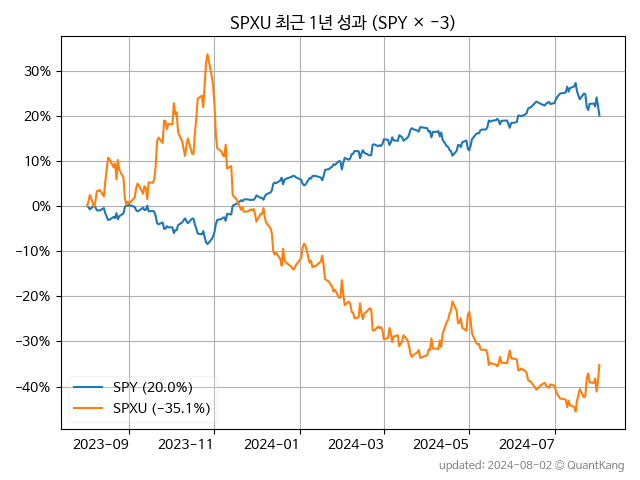 SPXU 최근 1년 성과 (SPY × −3)
30%
20%
10%
0%
−10%
−20%
−30%
−40%
SPY (20.0%)
SPXU (−35.1%)
2023−09 2023−11 2024−01 2024−03 2024−05 2024−07
updated: 2024-08-02 © QuantKang